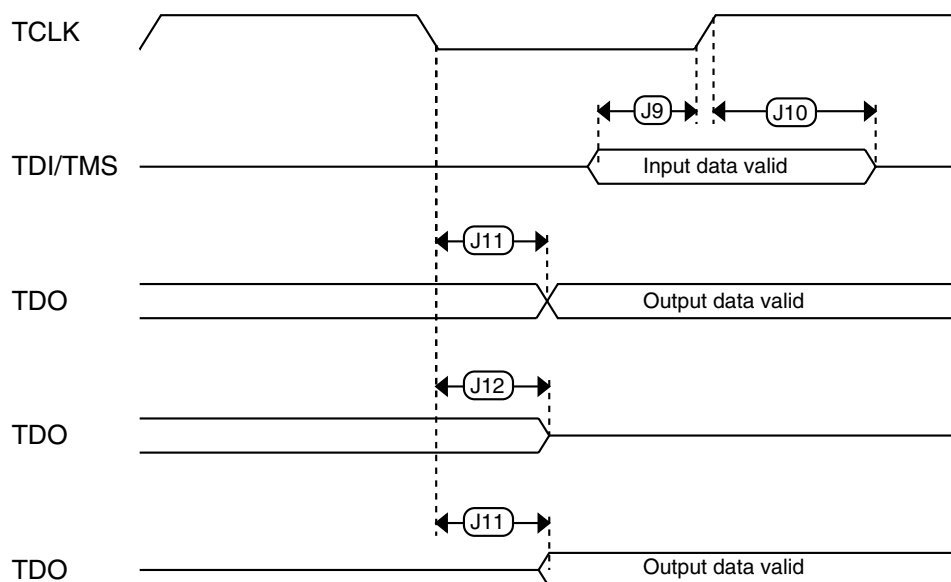 TCLK
J9
J10
TDI/TMS
Input data valid
J11
TDO
Output data valid
J12
TDO
J11
TDO
Output data valid